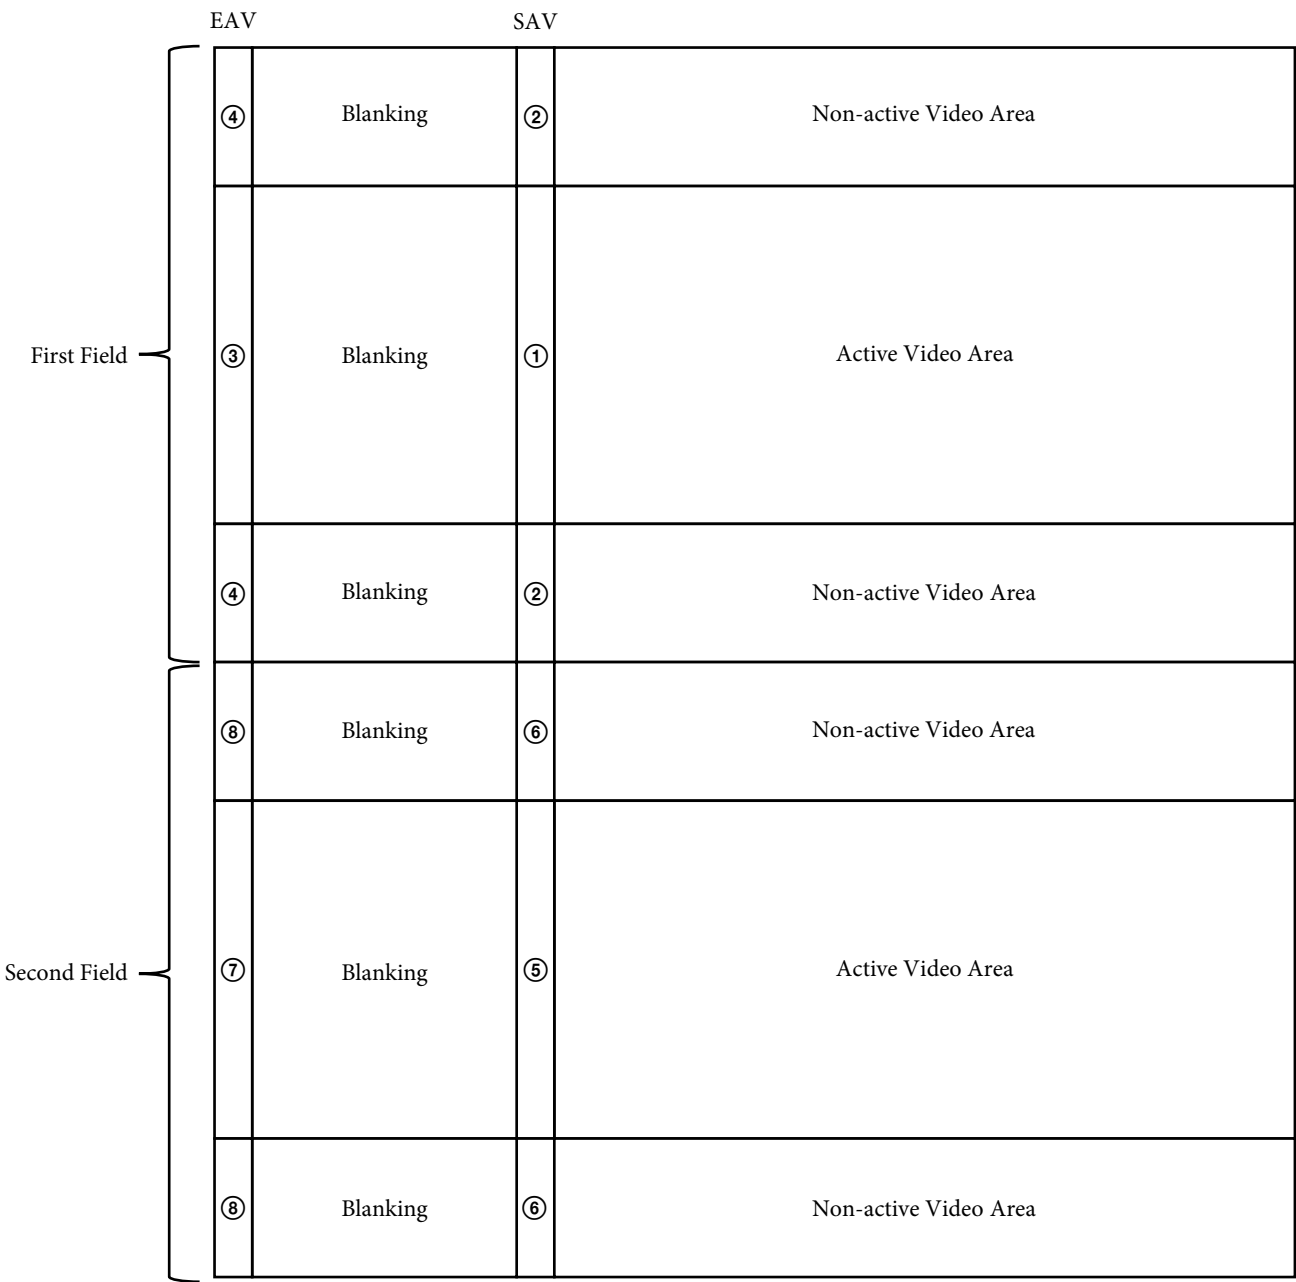 EAV SAV
④ Blanking ② Non-active Video Area
First Field ③ Blanking ① Active Video Area
④ Blanking ② Non-active Video Area
⑧ Blanking ⑥ Non-active Video Area
Second Field ⑦ Blanking ⑤ Active Video Area
⑧ Blanking ⑥ Non-active Video Area